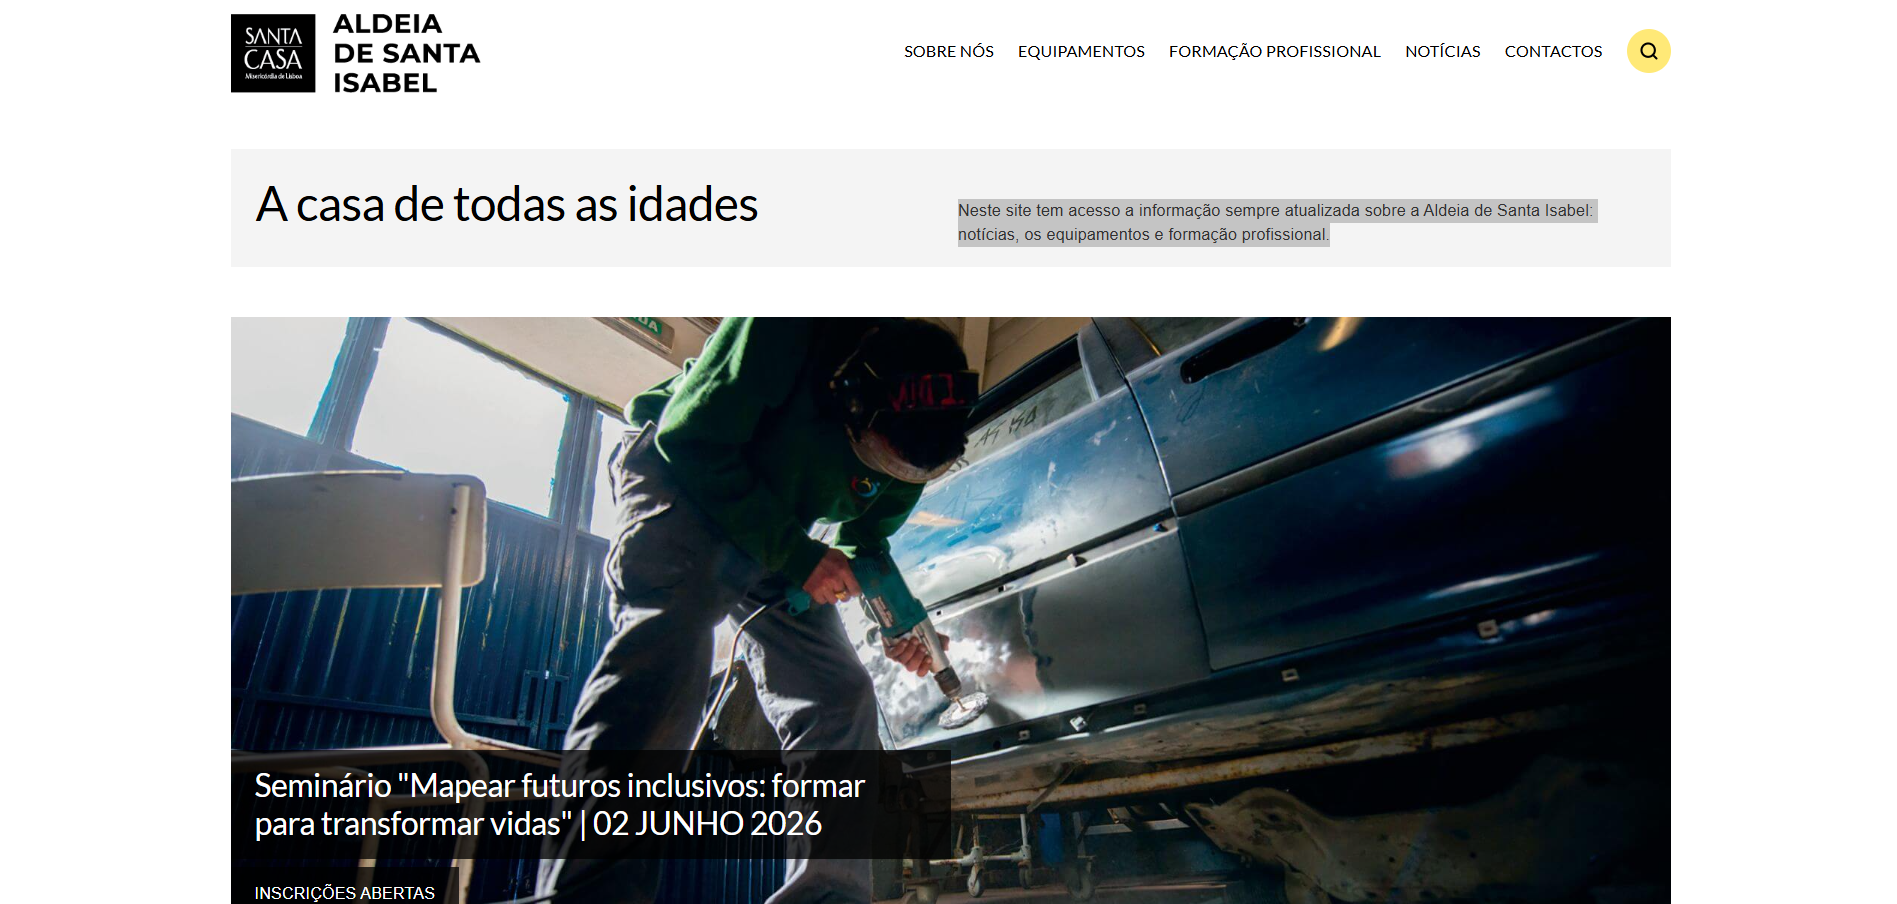 SANTA
CASA
Misericórdia de Lisboa
ALDEIA
DE SANTA
ISABEL
SOBRE NÓS
EQUIPAMENTOS
FORMAÇÃO PROFISSIONAL
NOTÍCIAS
CONTACTOS
A casa de todas as idades
Neste site tem acesso a informação sempre atualizada sobre a Aldeia de Santa Isabel:
notícias, os equipamentos e formação profissional.
Seminário "Mapear futuros inclusivos: formar
para transformar vidas" | 02 JUNHO 2026
INSCRIÇÕES ABERTAS